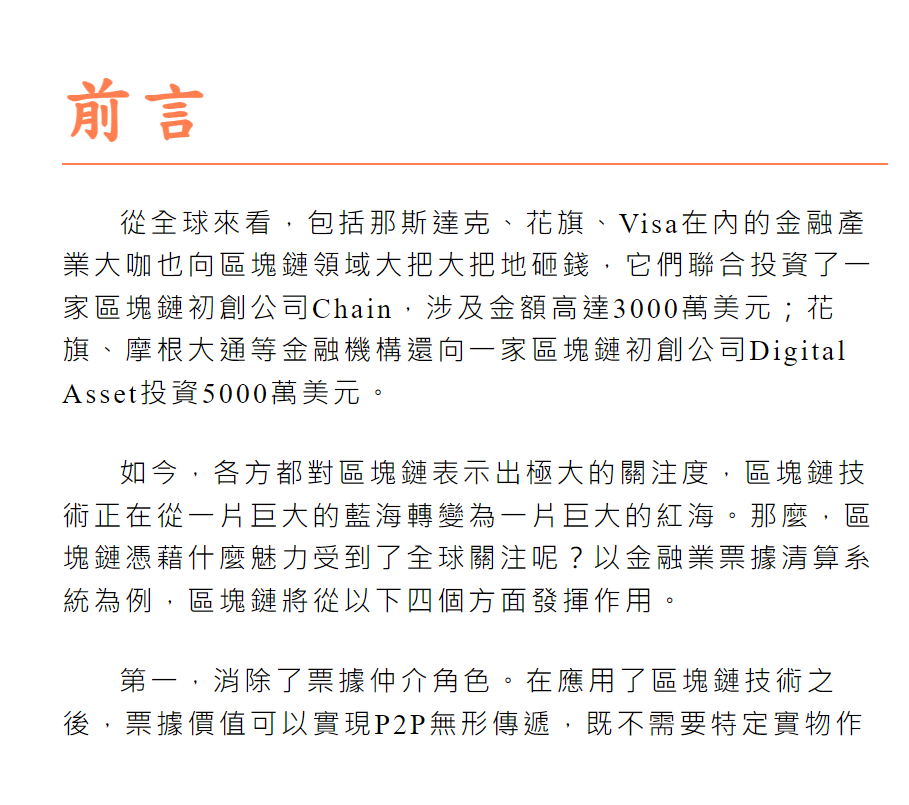 前言
從全球來看，包括那斯達克、花旗、Visa在內的金融產
業大咖也向區塊鏈領域大把大把地砸錢，它們聯合投資了一
家區塊鏈初創公司Chain，涉及金額高達3000萬美元；花
旗、摩根大通等金融機構還向一家區塊鏈初創公司Digital
Asset投資5000萬美元。
如今，各方都對區塊鏈表示出極大的關注度，區塊鏈技
術正在從一片巨大的藍海轉變為一片巨大的紅海。那麼，區
塊鏈憑藉什麼魅力受到了全球關注呢？以金融業票據清算系
統為例，區塊鏈將從以下四個方面發揮作用。
第一，消除了票據仲介角色。在應用了區塊鏈技術之
後，票據價值可以實現P2P無形傳遞，既不需要特定實物作